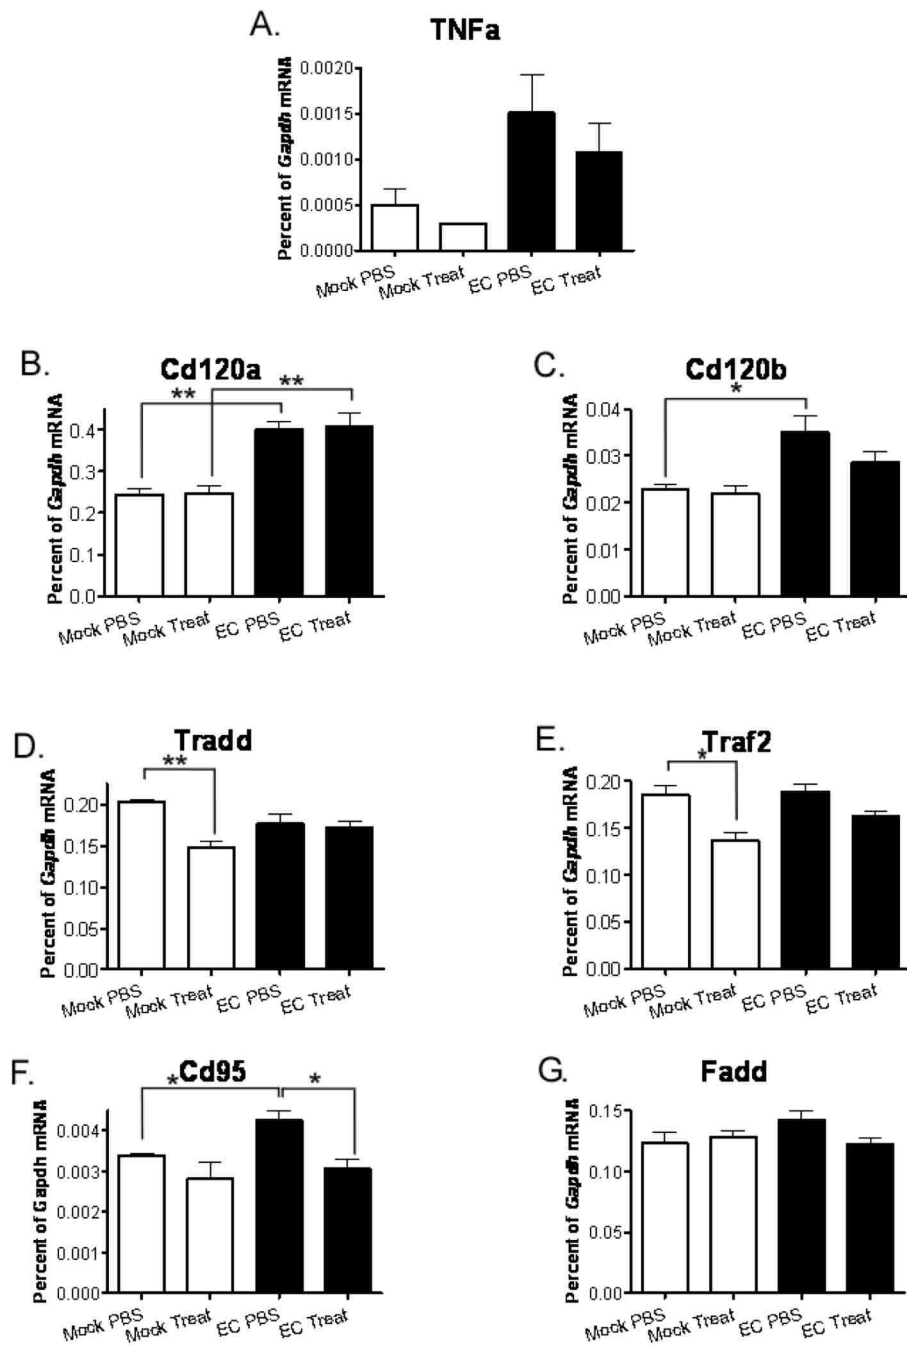 A.
TNFa
Percent of Gapdh mRNA
0.0020
0.0015
0.0010
0.0005
0.0000
Mock PBS
Mock Treat
EC PBS
EC Treat
B.
Cd120a
**
**
Percent of Gapdh mRNA
0.4
0.3
0.2
0.1
0.0
Mock PBS
Mock Treat
EC PBS
EC Treat
C.
Cd120b
*
Percent of Gapdh mRNA
0.04
0.03
0.02
0.01
0.00
Mock PBS
Mock Treat
EC PBS
EC Treat
D.
Tradd
**
Percent of Gapdh mRNA
0.20
0.15
0.10
0.05
0.00
Mock PBS
Mock Treat
EC PBS
EC Treat
E.
Traf2
*
Percent of Gapdh mRNA
0.20
0.15
0.10
0.05
0.00
Mock PBS
Mock Treat
EC PBS
EC Treat
F.
Cd95
*
*
Percent of Gapdh mRNA
0.004
0.003
0.002
0.001
0.000
Mock PBS
Mock Treat
EC PBS
EC Treat
G.
Fadd
Percent of Gapdh mRNA
0.15
0.10
0.05
0.00
Mock PBS
Mock Treat
EC PBS
EC Treat